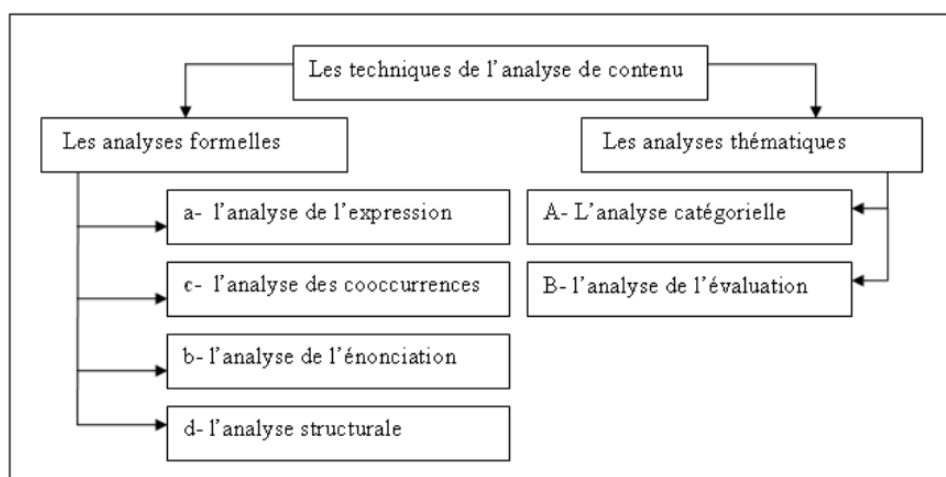 Les techniques de l'analyse de contenu
Les analyses formelles
Les analyses thématiques
a- l'analyse de l'expression
A- L'analyse catégorielle
c- l'analyse des cooccurrences
B- l'analyse de l'évaluation
b- l'analyse de l'énonciation
d- l'analyse structurale